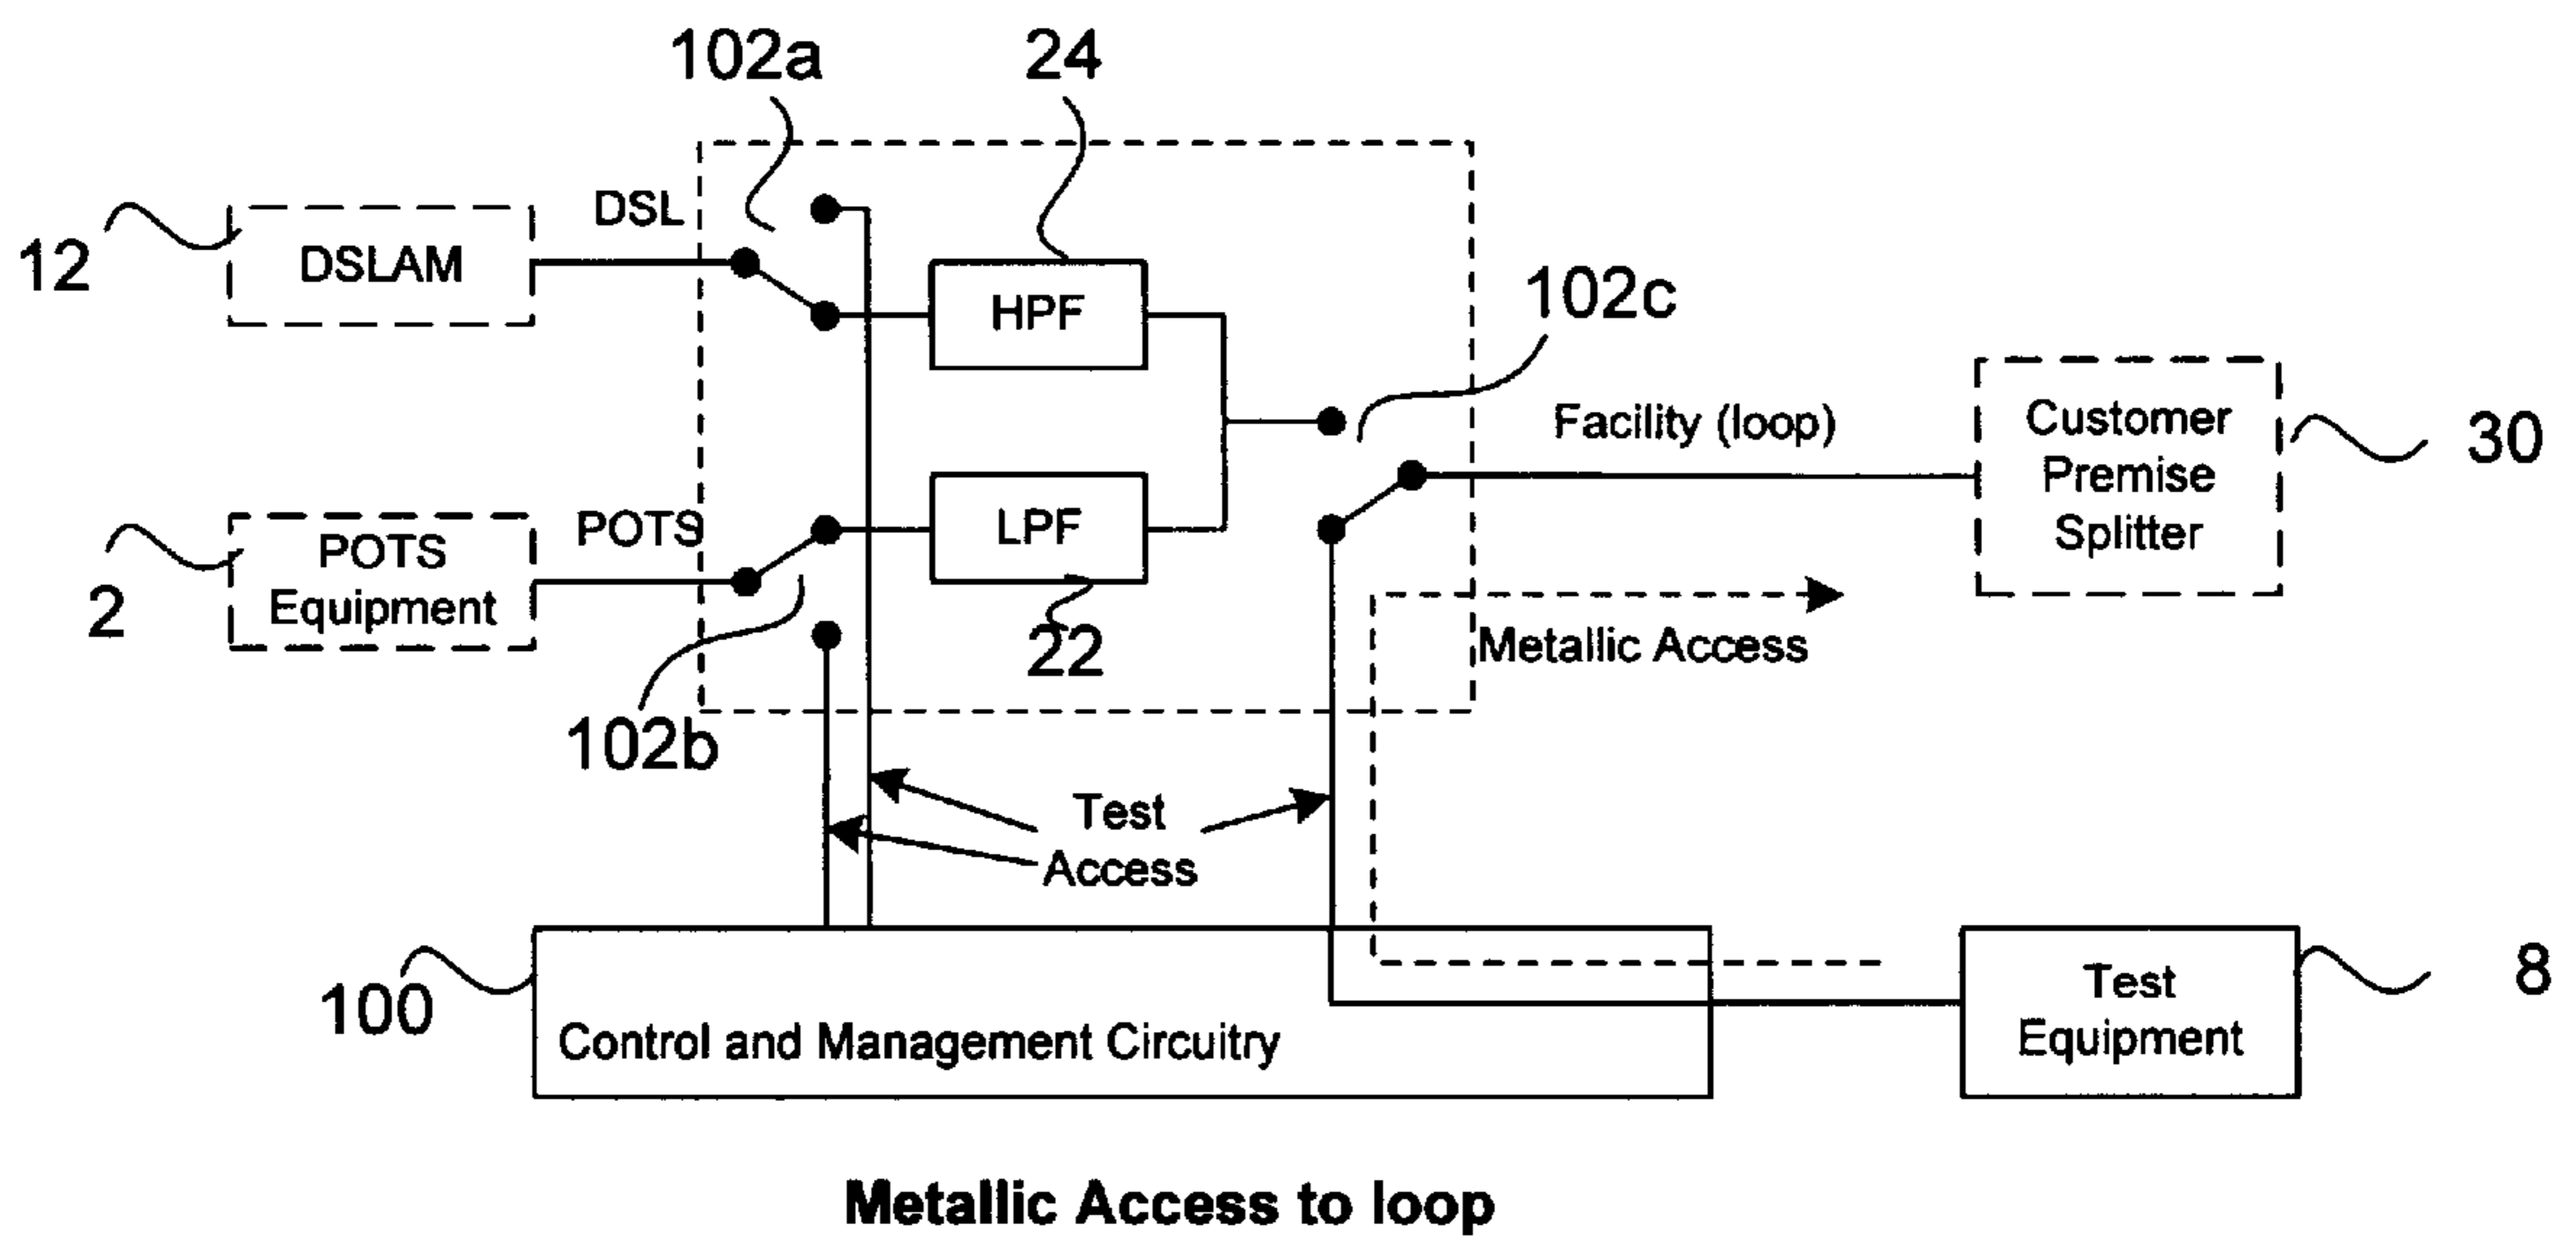 102a
24
DSL
12
DSLAM
HPF
102c
Facility (loop)
Customer
Premise
Splitter
30
POTS
LPF
2
POTS
Equipment
22
Metallic Access
102b
Test
Access
100
Control and Management Circuitry
Test
Equipment
8
Metallic Access to loop